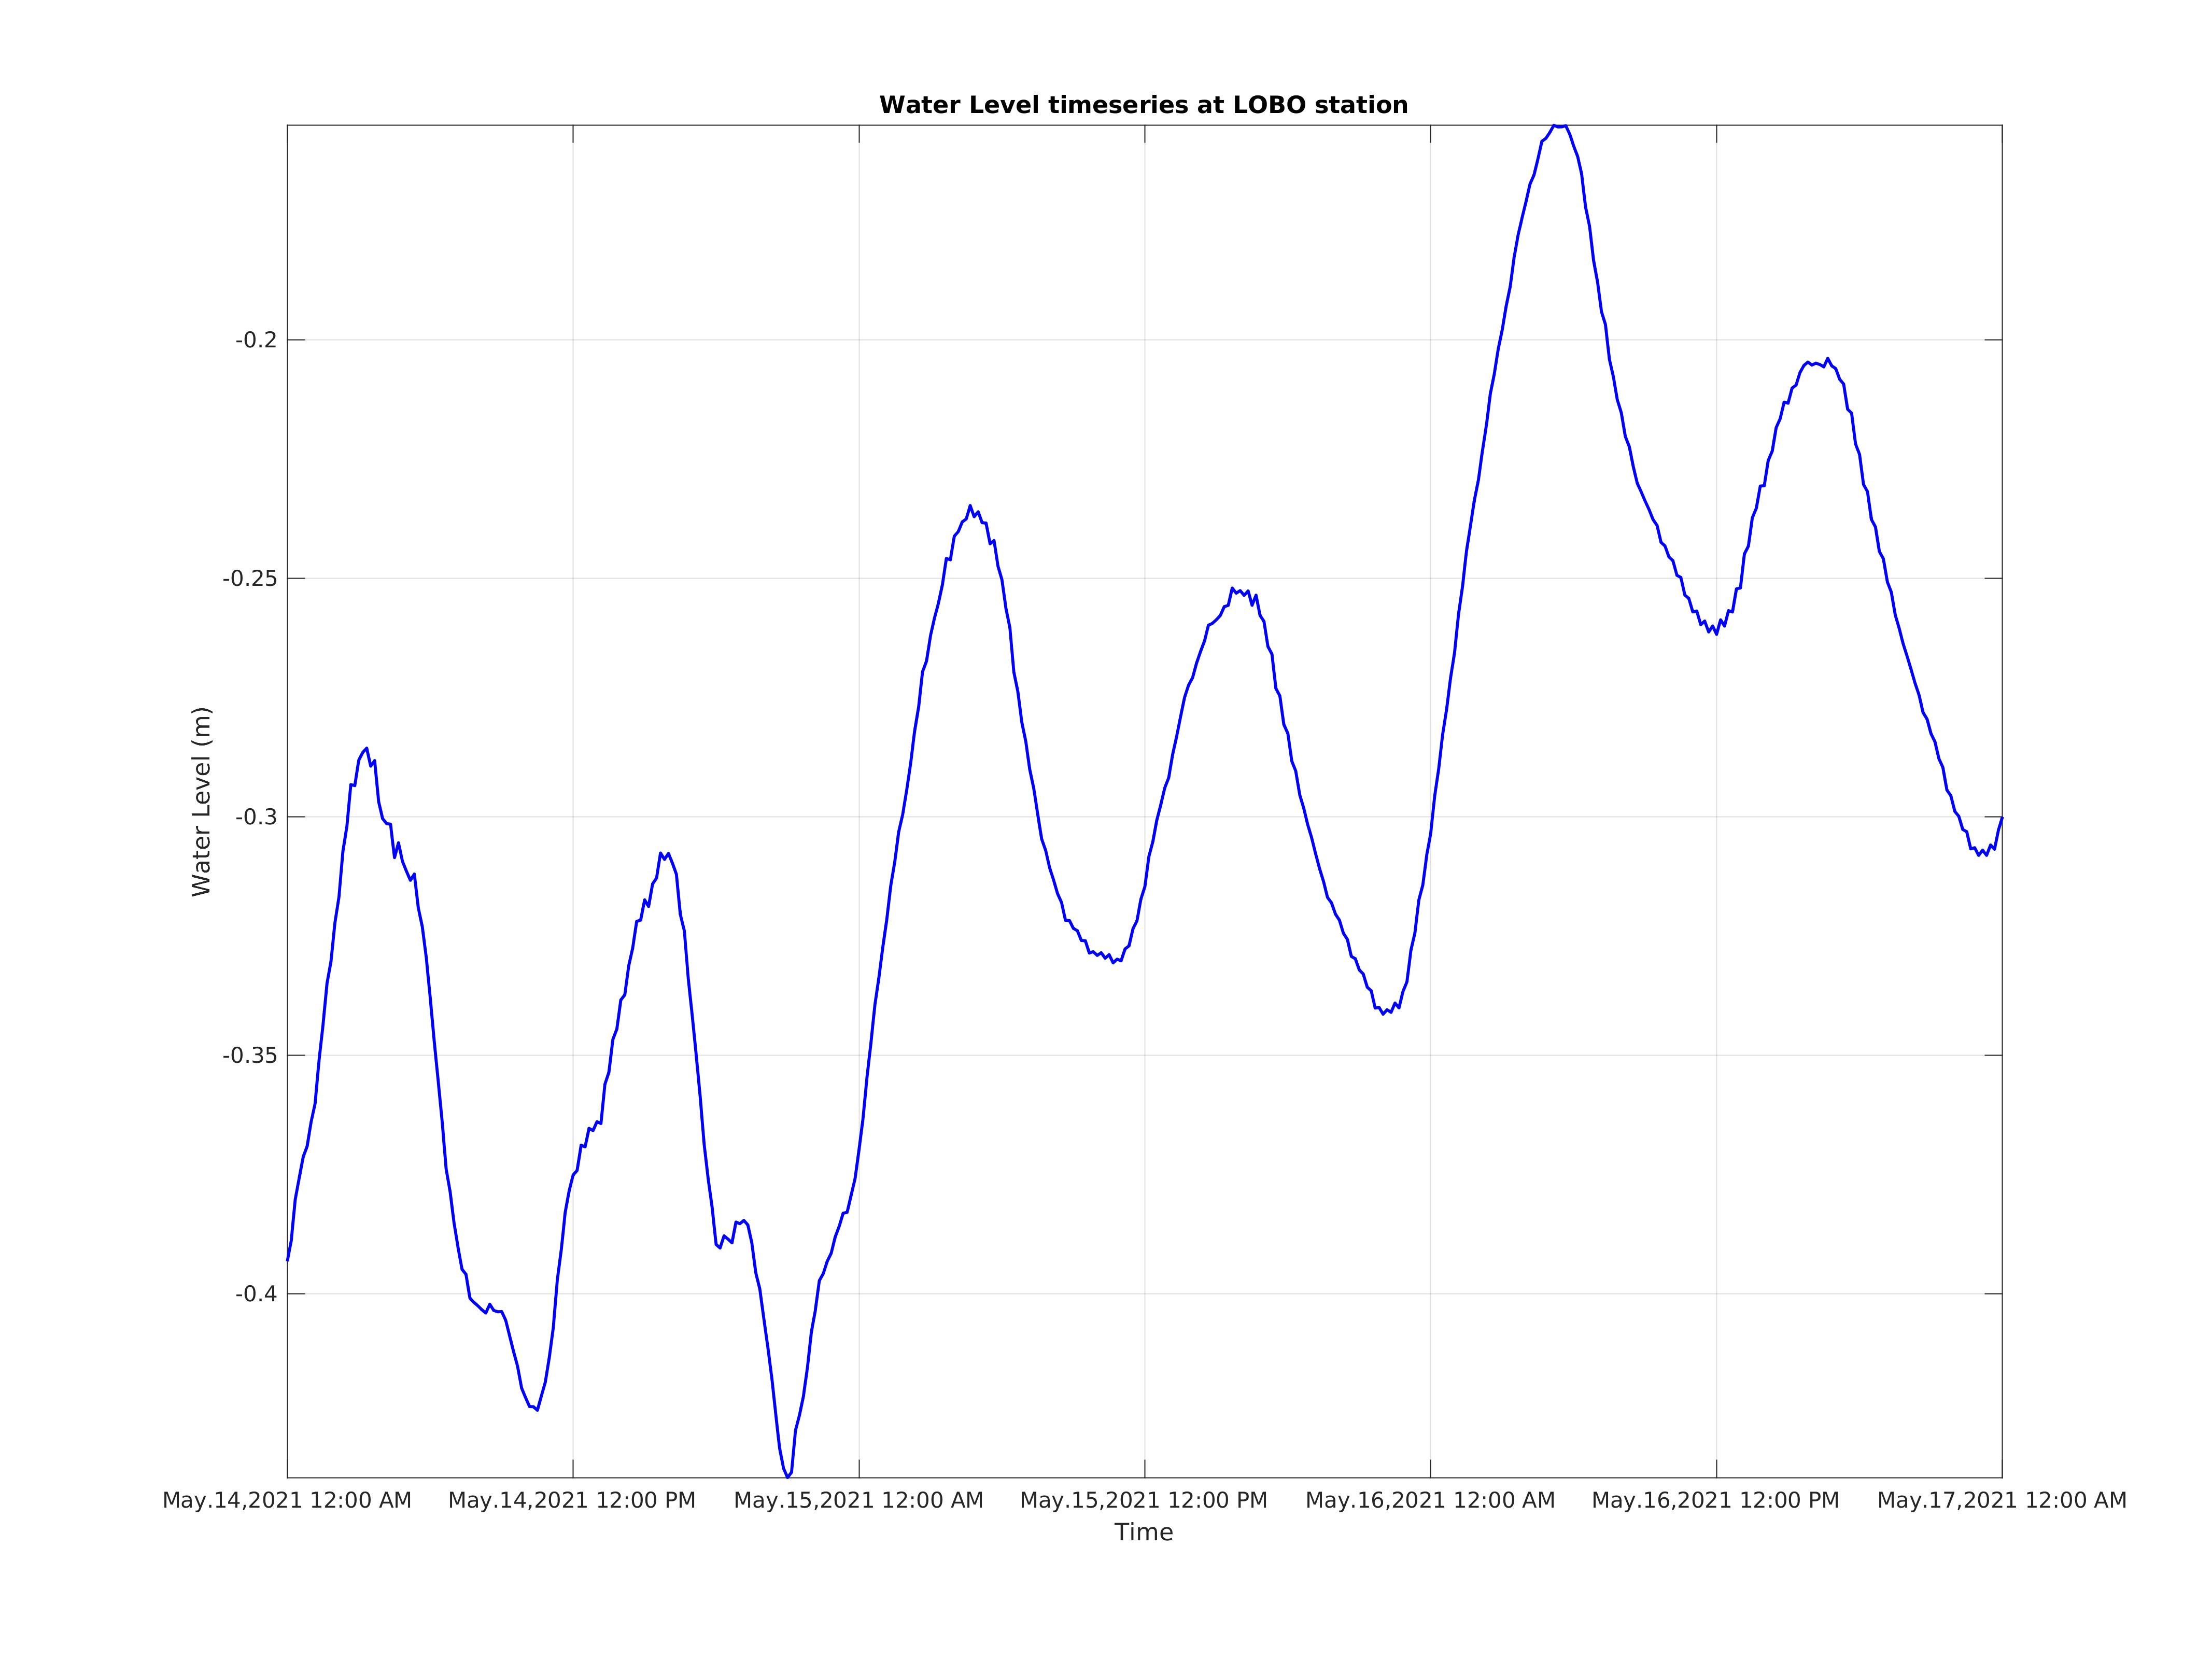 Water Level timeseries at LOBO station
-0.2
-0.25
-0.3
-0.35
-0.4
Water Level (m)
May.14,2021 12:00 AM
May.14,2021 12:00 PM
May.15,2021 12:00 AM
May.15,2021 12:00 PM
May.16,2021 12:00 AM
May.16,2021 12:00 PM
May.17,2021 12:00 AM
Time